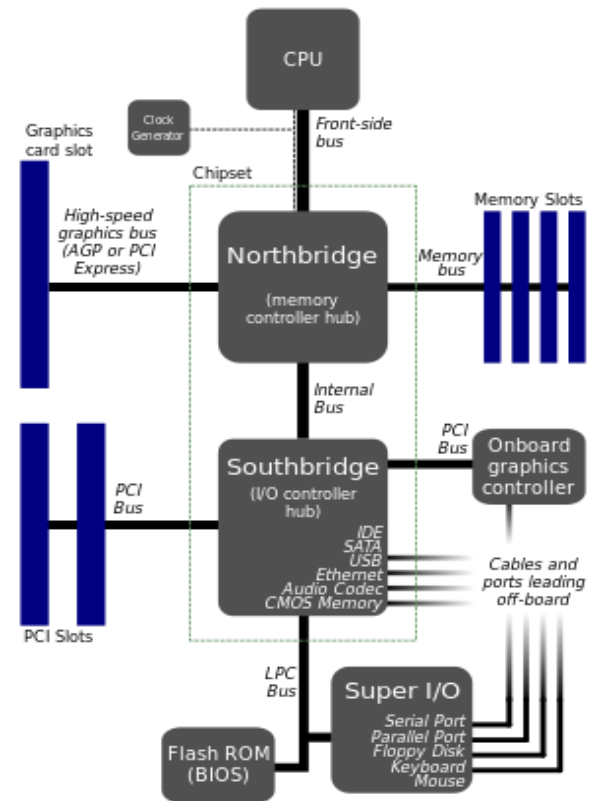 CPU
Clock
Generator
Front-side
bus
Graphics
card slot
Chipset
High-speed
graphics bus
(AGP or PCI
Express)
Northbridge
(memory
controller hub)
Memory Slots
Memory
bus
Internal
Bus
PCI
Bus
Onboard
graphics
controller
Southbridge
(I/O controller
hub)
PCI
Bus
IDE
SATA
USB
Ethernet
Audio Codec
CMOS Memory
Cables and
ports leading
off-board
PCI Slots
LPC
Bus
Super I/O
Serial Port
Parallel Port
Floppy Disk
Keyboard
Mouse
Flash ROM
(BIOS)